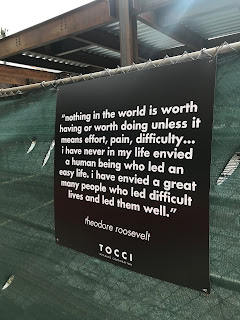 "nothing in the world is worth
having or worth doing unless it
means effort, pain, difficulty...
i have never in my life envied
a human being who led an
easy life. i have envied a great
many people who led difficult
lives and led them well."
theodore roosevelt
TOCCI